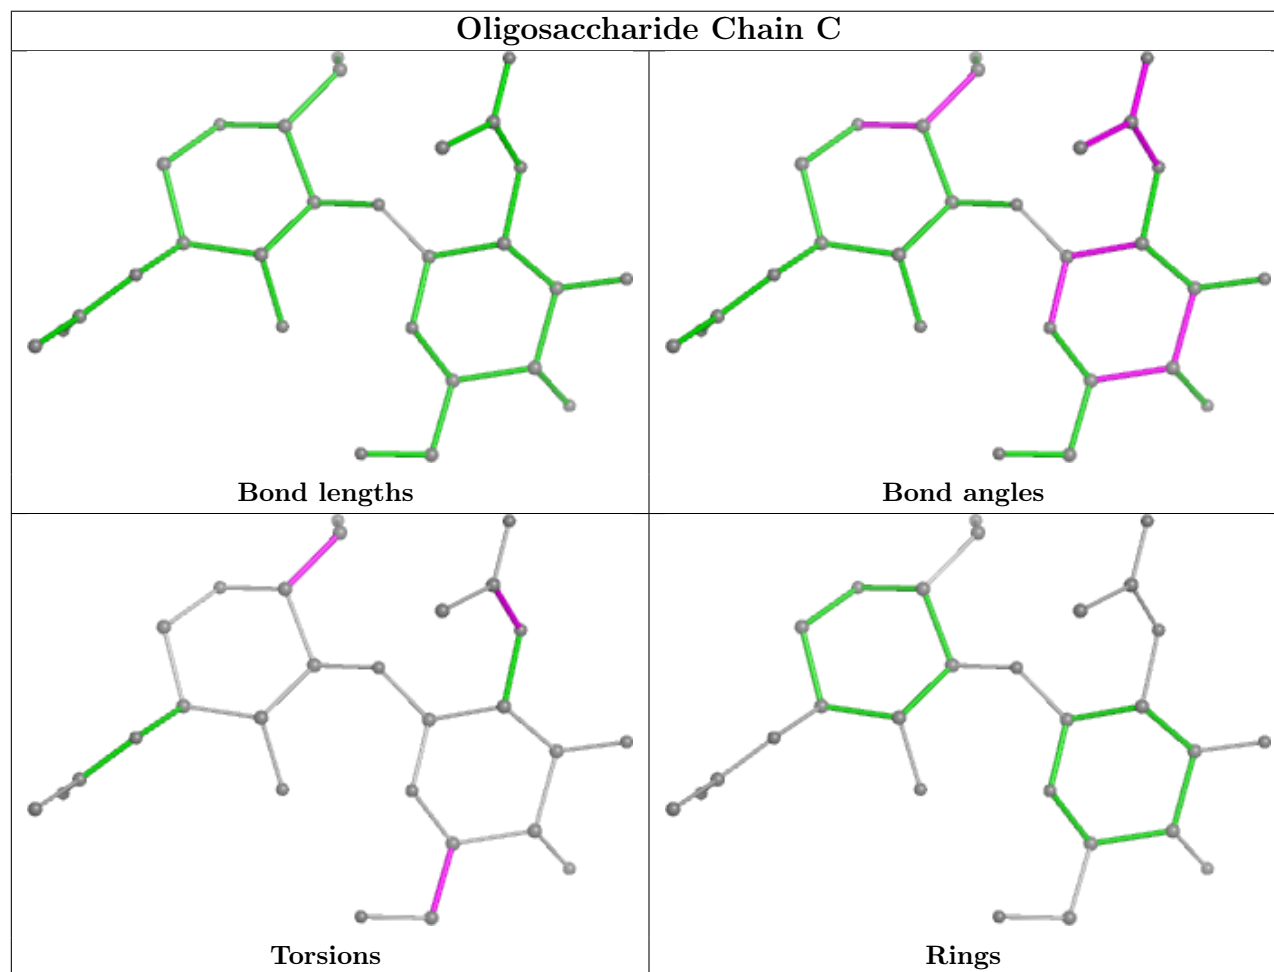 Oligosaccharide Chain C
Bond lengths
Bond angles
Torsions
Rings